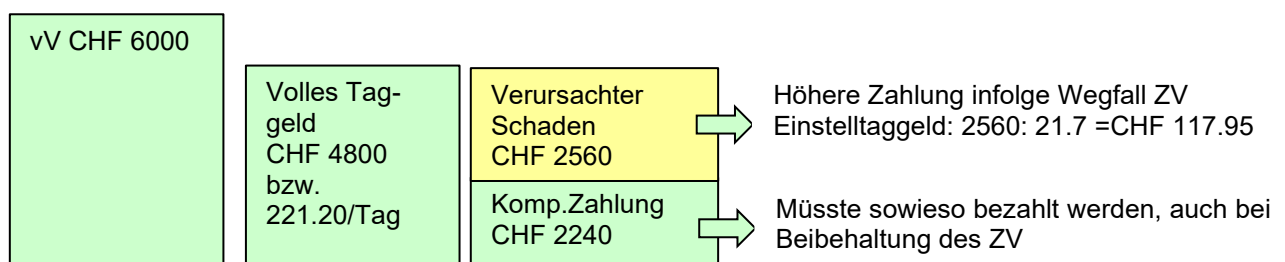 vV CHF 6000
Volles Tag-
geld
CHF 4800
bzw.
221.20/Tag
Verursachter
Schaden
CHF 2560
Komp.Zahlung
CHF 2240
Höhere Zahlung infolge Wegfall ZV
Einstelltaggeld: 2560: 21.7 =CHF 117.95
Müsste sowieso bezahlt werden, auch bei
Beibehaltung des ZV